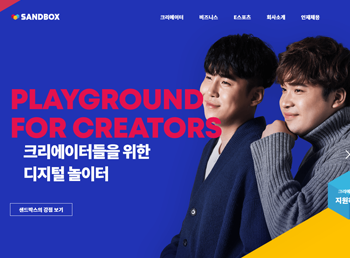 SANDBOX
크리에이터 비즈니스 E스포츠 회사소개 인재채용
PLAYGROUND
FOR CREATORS
크리에이터들을 위한
디지털 놀이터
샌드박스의 강점 보기